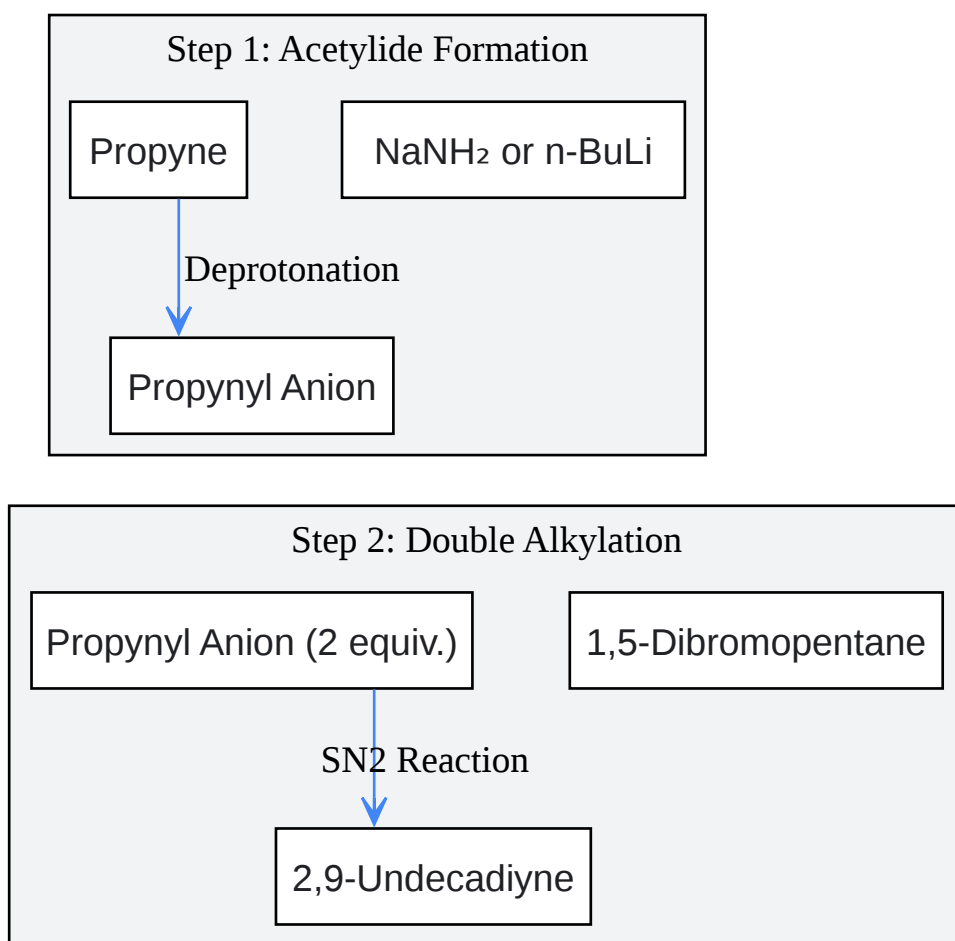 Step 1: Acetylide Formation
Propyne
NaNH₂ or n-BuLi
Deprotonation
Propynyl Anion
Step 2: Double Alkylation
Propynyl Anion (2 equiv.)
1,5-Dibromopentane
SN2 Reaction
2,9-Undecadiyne